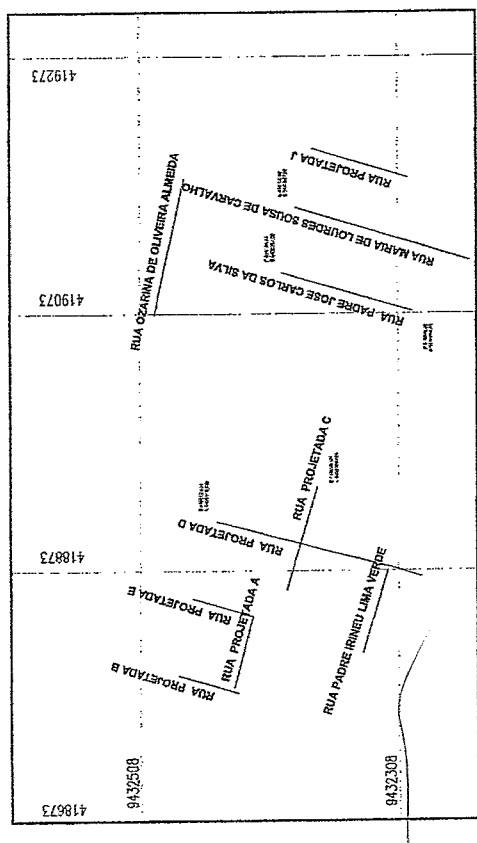 419273
RUA OZARINA DE OLIVEIRA ALMEIDA
RUA PROJETADA J
RUA MARIA DE LOURDES SOUSA DE CARVALHO
RUA PADRE JOSE CARLOS DA SILVA
419073
RUA PROJETADA C
RUA PROJETADA D
418873
RUA PADRE IRINEU LIMA VERDE
RUA PROJETADA E
RUA PROJETADA A
RUA PROJETADA B
9432508
9432308
418673